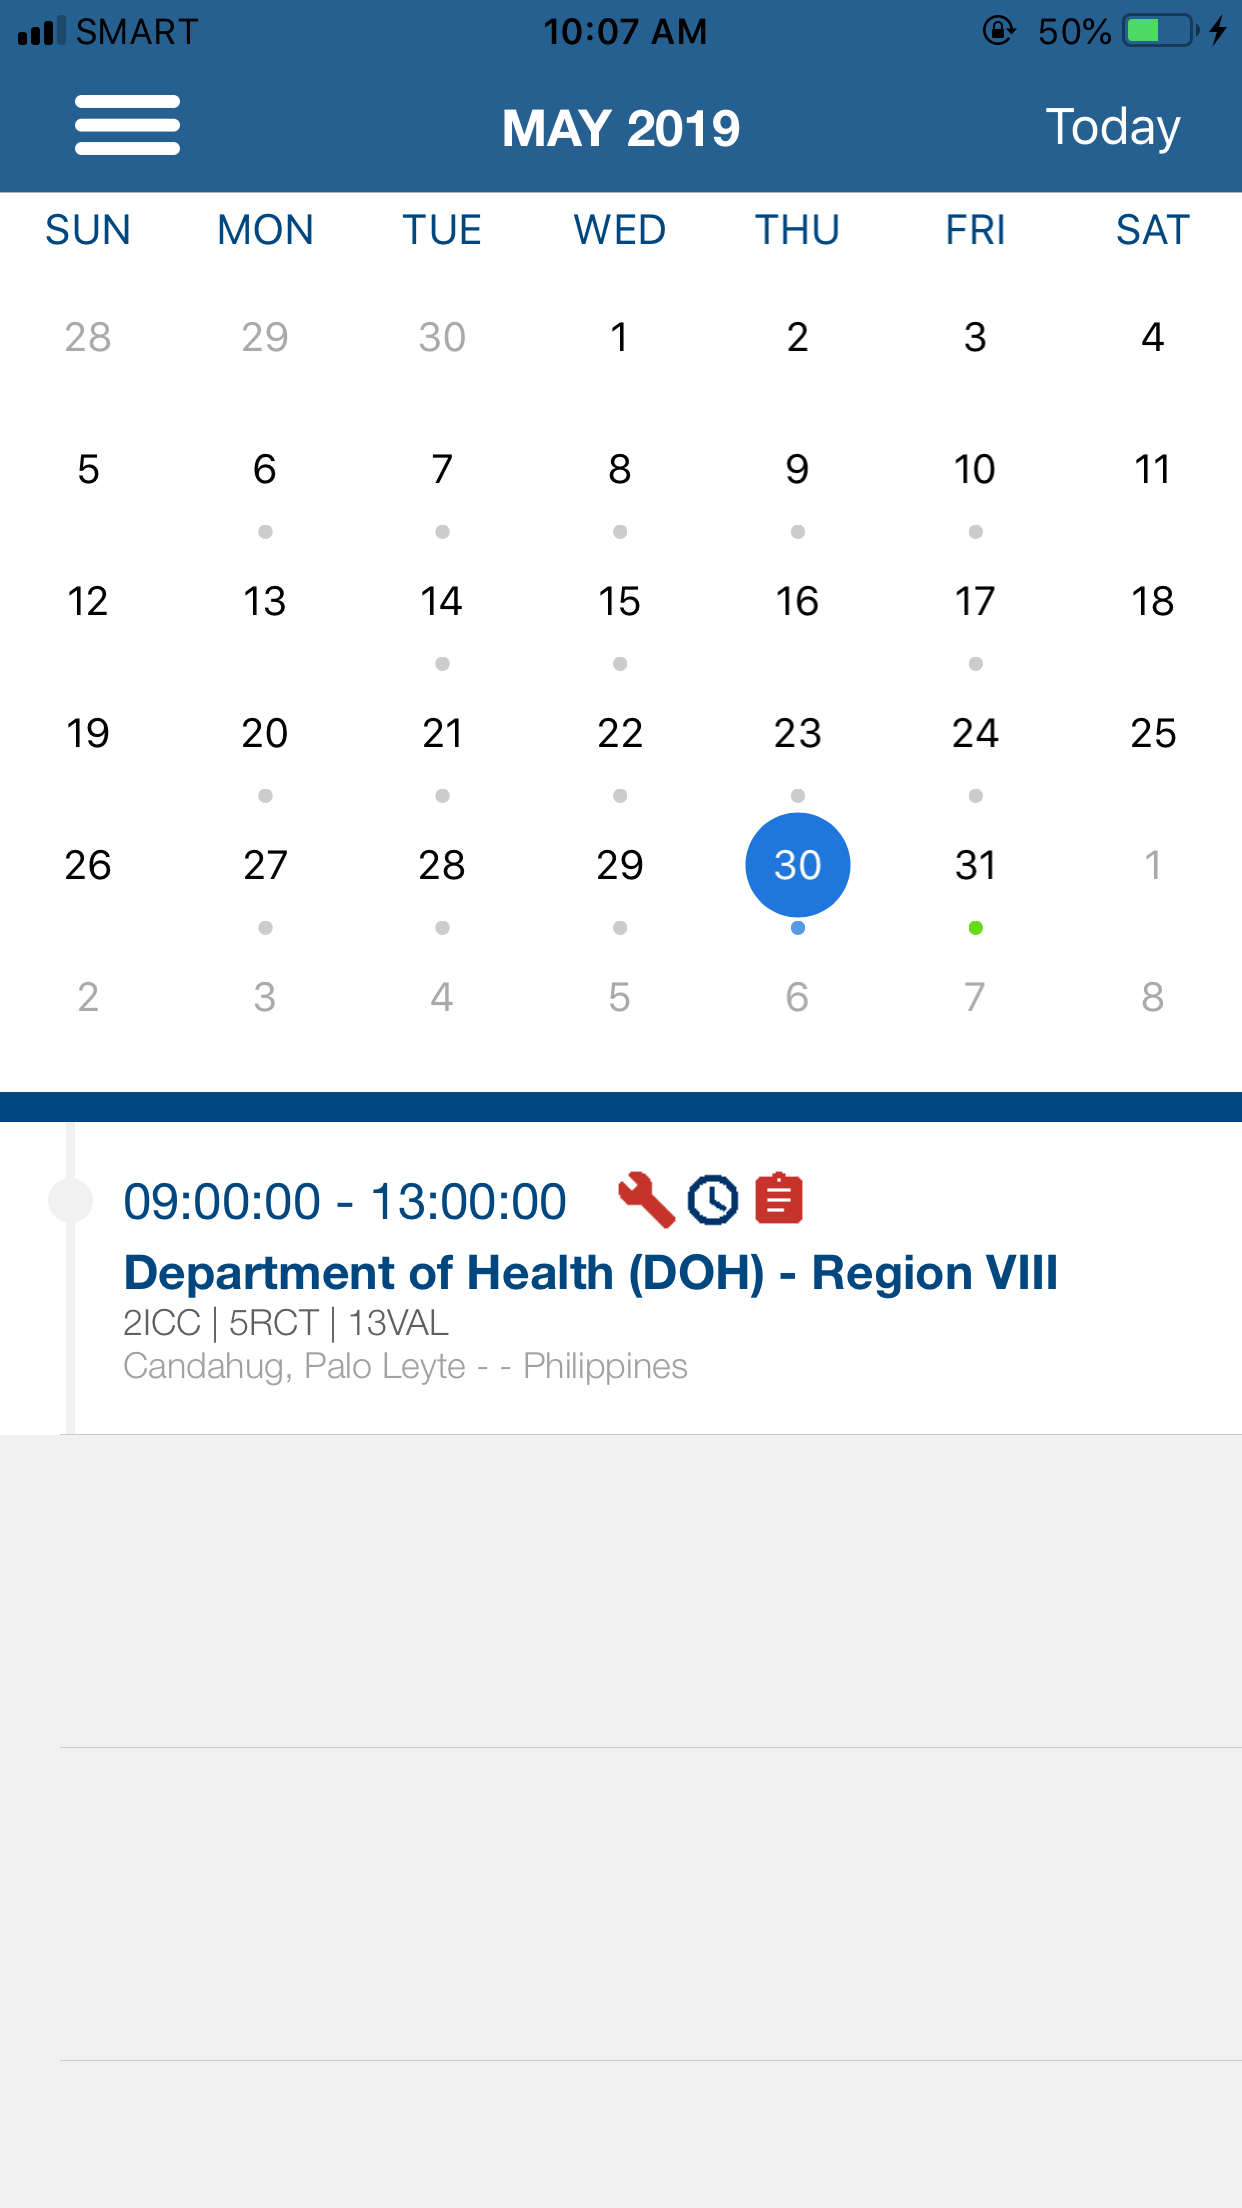 SMART 10:07 AM 50%
MAY 2019 Today
SUN MON TUE WED THU FRI SAT
28 29 30 1 2 3 4
5 6 7 8 9 10 11
12 13 14 15 16 17 18
19 20 21 22 23 24 25
26 27 28 29 30 31 1
2 3 4 5 6 7 8
09:00:00 - 13:00:00
Department of Health (DOH) - Region VIII
2ICC | 5RCT | 13VAL
Candahug, Palo Leyte - - Philippines